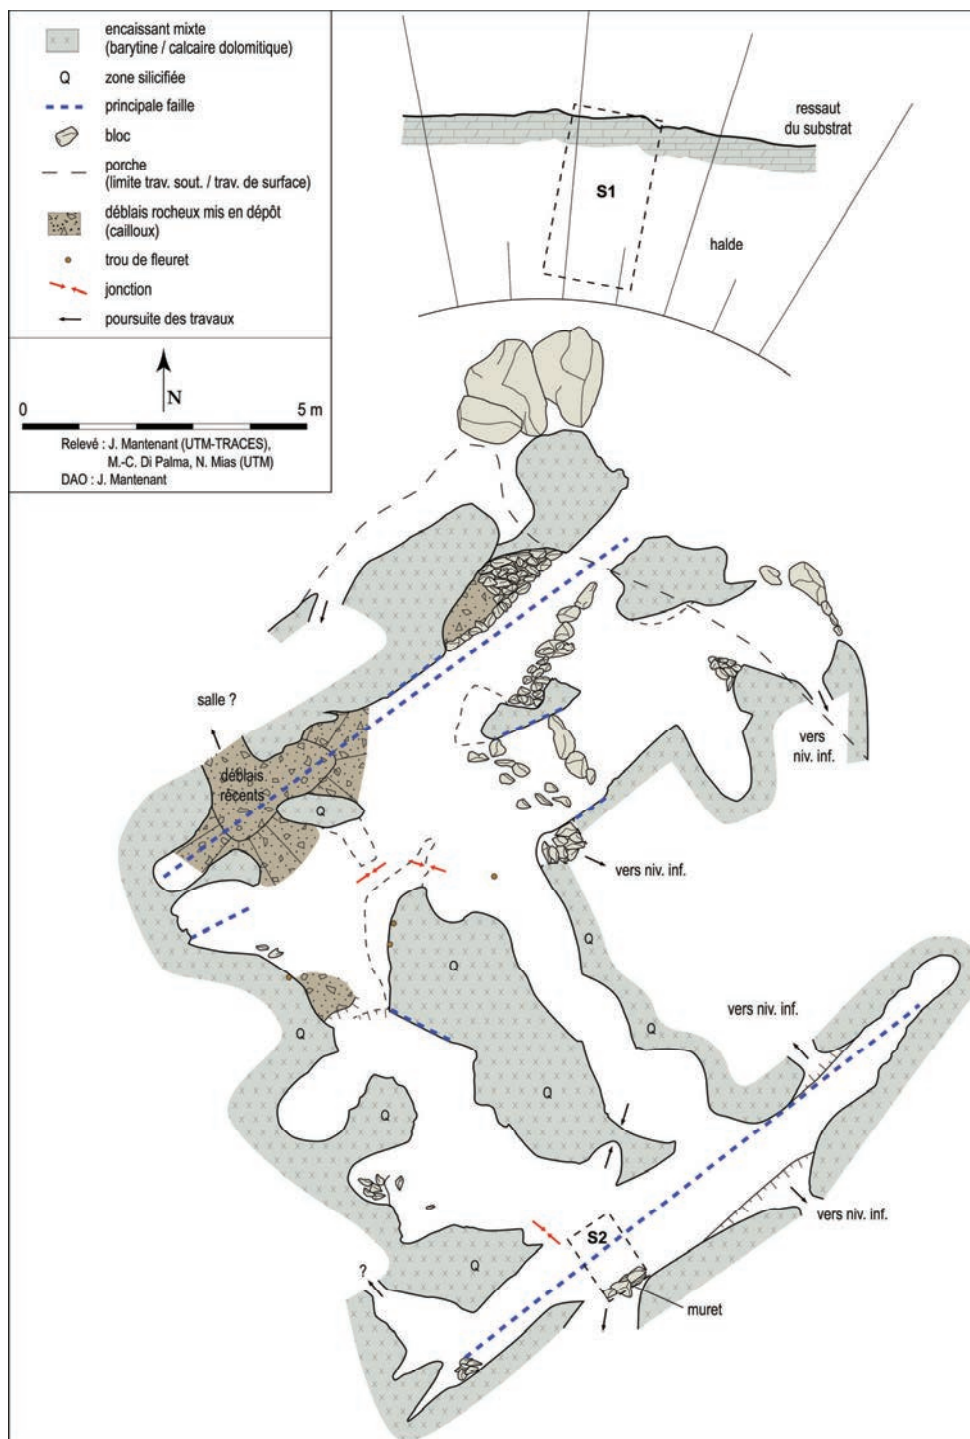 encaissant mixte
(barytine / calcaire dolomitique)
Q zone silicifiée
principale faille
bloc
porche
(limite trav. sout. / trav. de surface)
déblais rocheux mis en dépôt
(cailloux)
trou de fleuret
jonction
poursuite des travaux
N
0 5 m
Relevé : J. Mantenant (UTM-TRACES),
M.-C. Di Palma, N. Mias (UTM)
DAO : J. Mantenant
ressaut
du substrat
S1
halde
salle ?
déblais
récents
vers
niv. inf.
Q
vers niv. inf.
Q
Q
vers niv. inf.
Q
Q
Q
Q
vers niv. inf.
S2
Q
?
muret